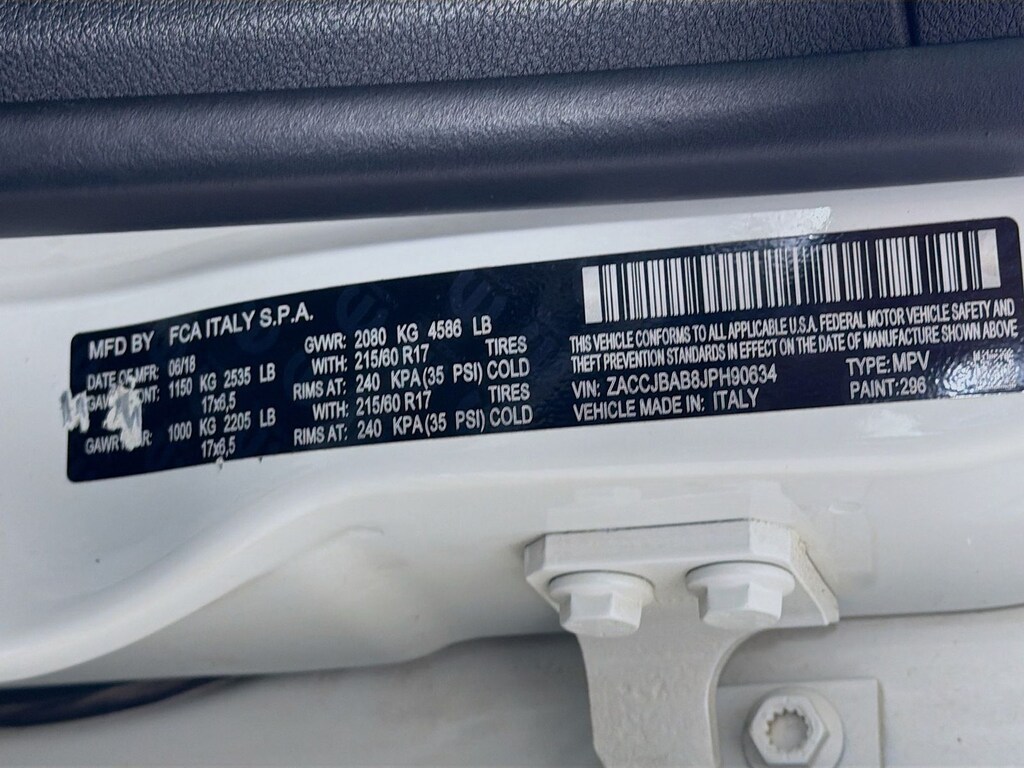 MFD BY FCA ITALY S.P.A.
DATE OF MFR: 06/18 GVWR: 2080 KG 4586 LB
1150 KG 2535 LB WITH: 215/60 R17 TIRES
17x6,5 RIMS AT: 240 KPA(35 PSI) COLD
GAWR 1000 KG 2205 LB WITH: 215/60 R17 TIRES
17x6,5 RIMS AT: 240 KPA(35 PSI) COLD
THIS VEHICLE CONFORMS TO ALL APPLICABLE U.S.A. FEDERAL MOTOR VEHICLE SAFETY AND
THEFT PREVENTION STANDARDS IN EFFECT ON THE DATE OF MANUFACTURE SHOWN ABOVE
VIN: ZACCJBAB8JPH90634 TYPE: MPV
VEHICLE MADE IN: ITALY PAINT: 296